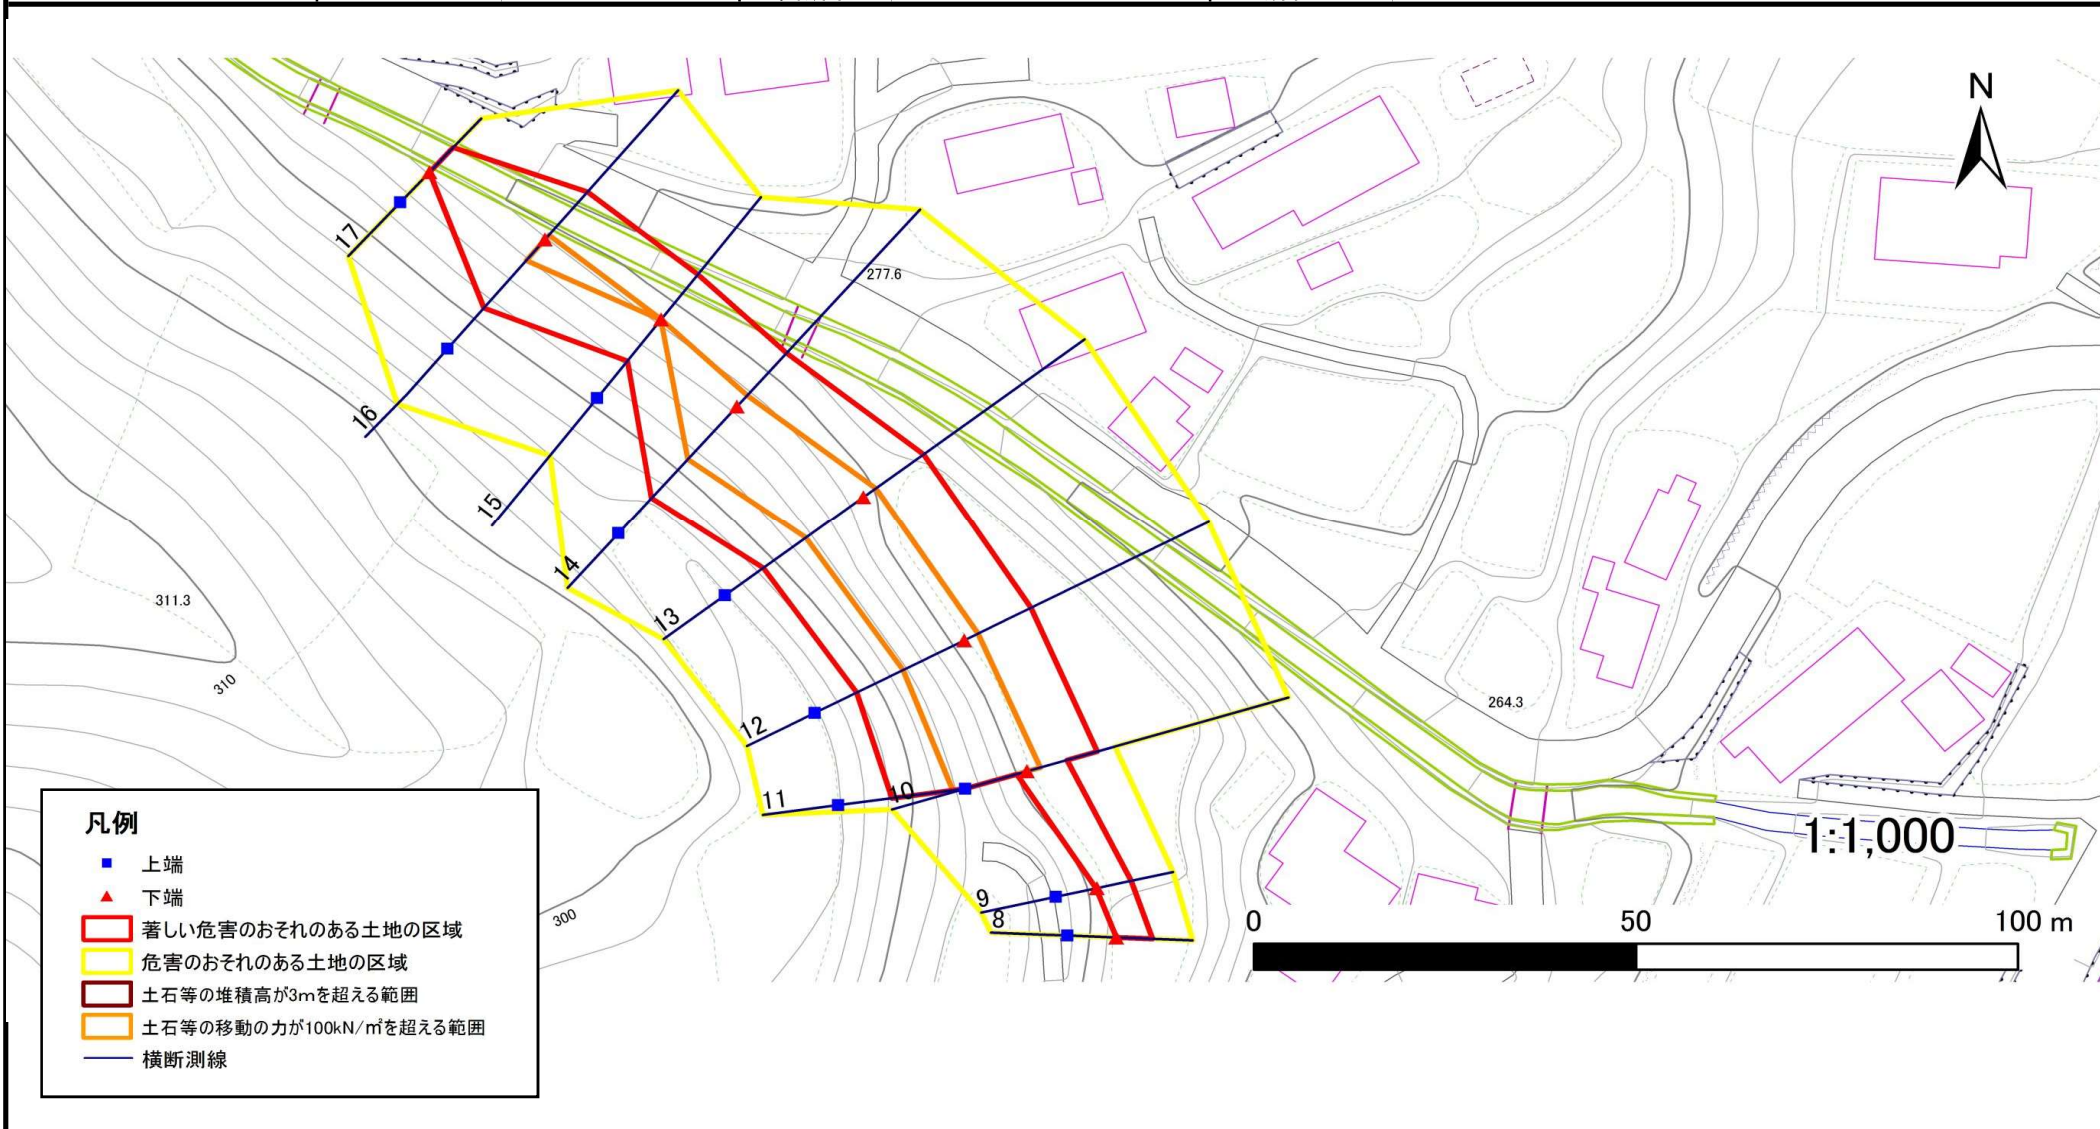 N
17
277.6
16
15
14
13
311.3
310
12
264.3
11
10
9
8
300
凡例
上端
下端
著しい危害のおそれのある土地の区域
危害のおそれのある土地の区域
土石等の堆積高が3mを超える範囲
土石等の移動の力が100kN/㎡を超える範囲
横断測線
1:1,000
0 50 100 m